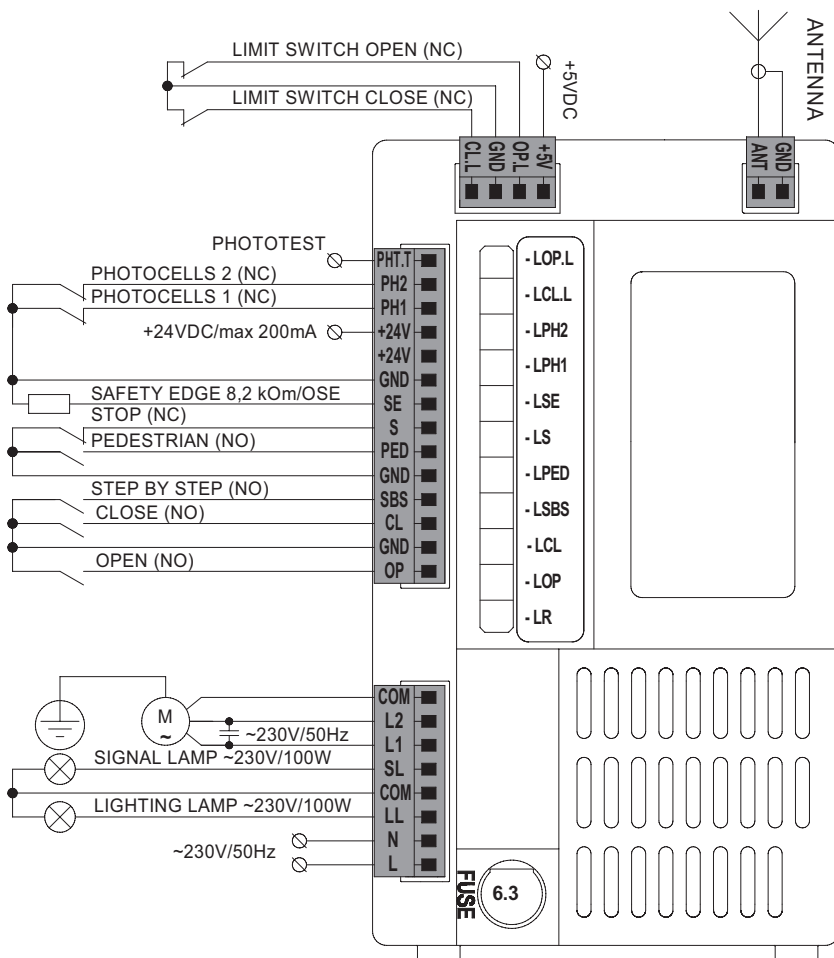 LIMIT SWITCH OPEN (NC)
LIMIT SWITCH CLOSE (NC)
+5VDC
ANTENNA
CL.L
GND
OP.L
+5V
ANT
GND
PHOTOTEST
PHT.T
PHOTOCELLS 2 (NC)
PH2
PHOTOCELLS 1 (NC)
PH1
+24VDC/max 200mA
+24V
+24V
GND
SAFETY EDGE 8,2 kOm/OSE
SE
STOP (NC)
S
PEDESTRIAN (NO)
PED
GND
STEP BY STEP (NO)
SBS
CLOSE (NO)
CL
GND
OPEN (NO)
OP
- LOP.L
- LCL.L
- LPH2
- LPH1
- LSE
- LS
- LPED
- LSBS
- LCL
- LOP
- LR
COM
M
~
L2
~230V/50Hz
L1
SIGNAL LAMP ~230V/100W
SL
COM
LIGHTING LAMP ~230V/100W
LL
N
~230V/50Hz
L
FUSE
6.3